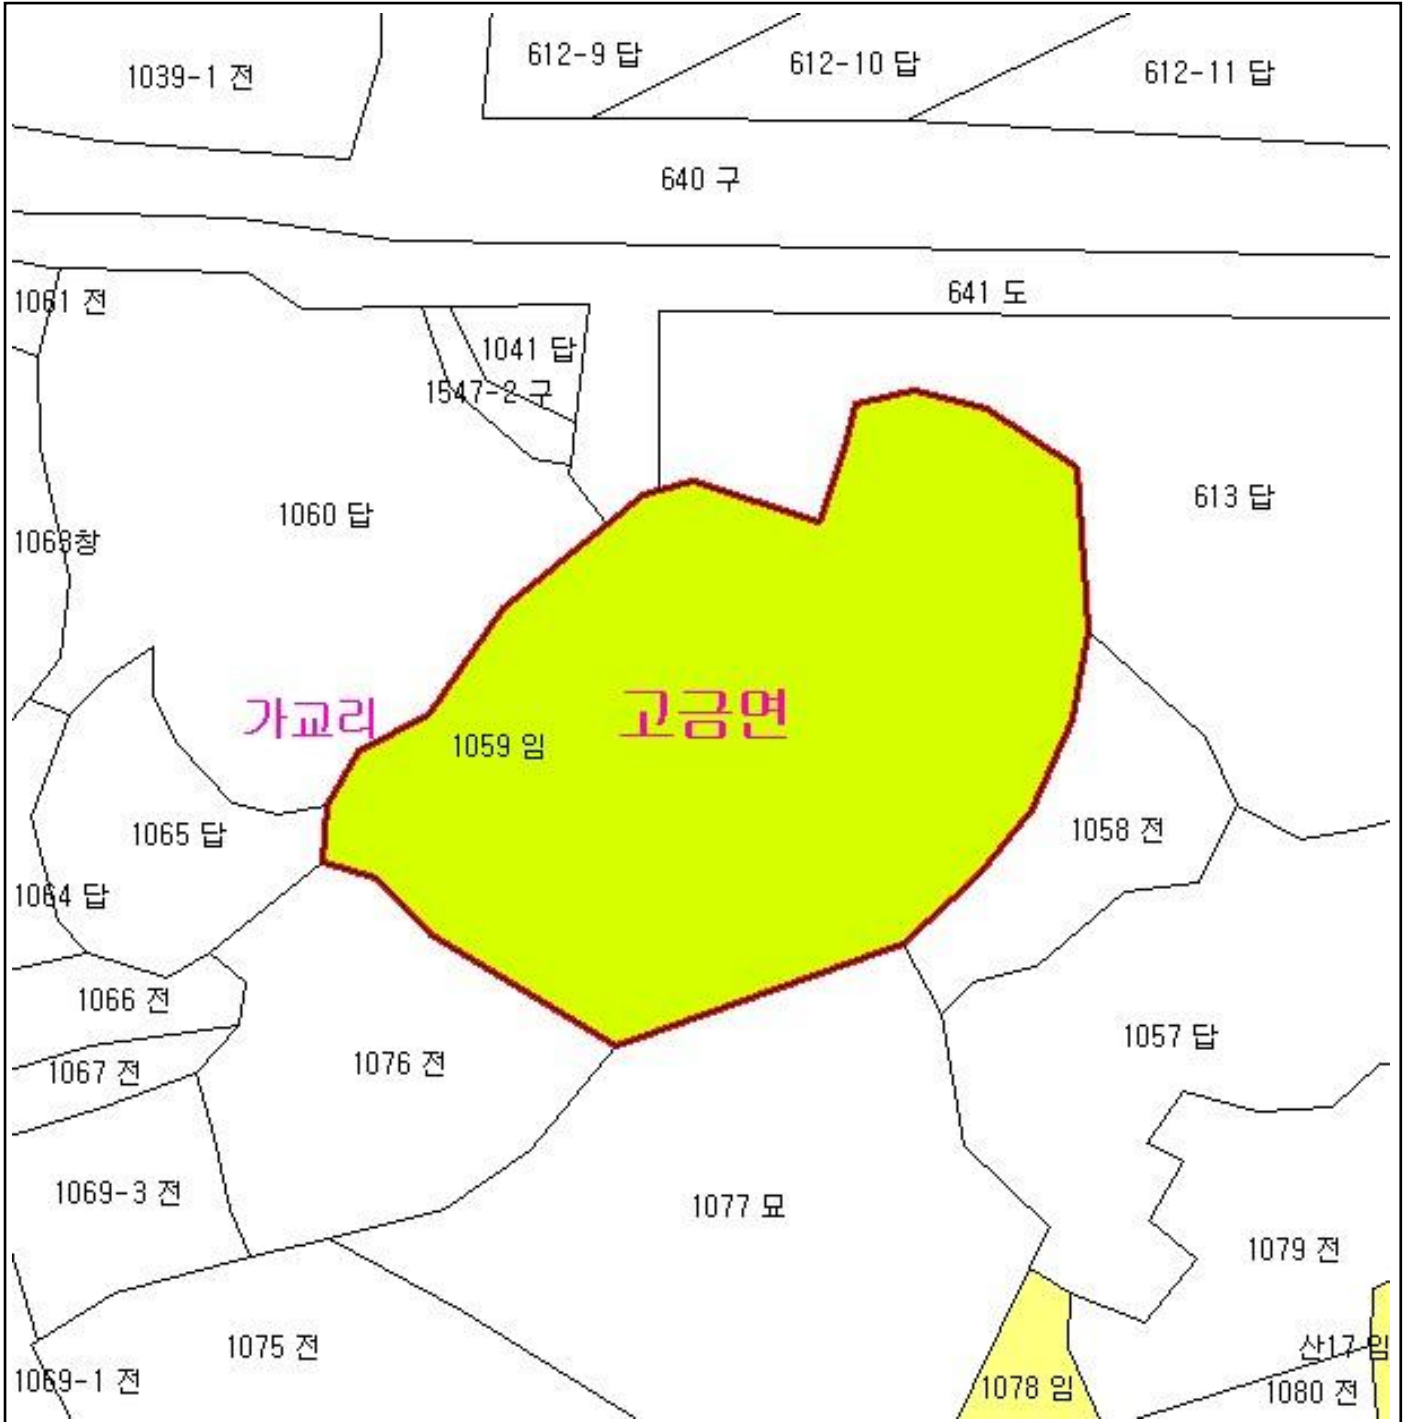 1039-1 전
612-9 답
612-10 답
612-11 답
640 구
641 도
1061 전
1041 답
1547-2 구
1060 답
613 답
1063창
가교리
고금면
1059 임
1065 답
1058 전
1064 답
1066 전
1057 답
1067 전
1076 전
1069-3 전
1077 묘
1079 전
1075 전
산17 임
1069-1 전
1078 임
1080 전